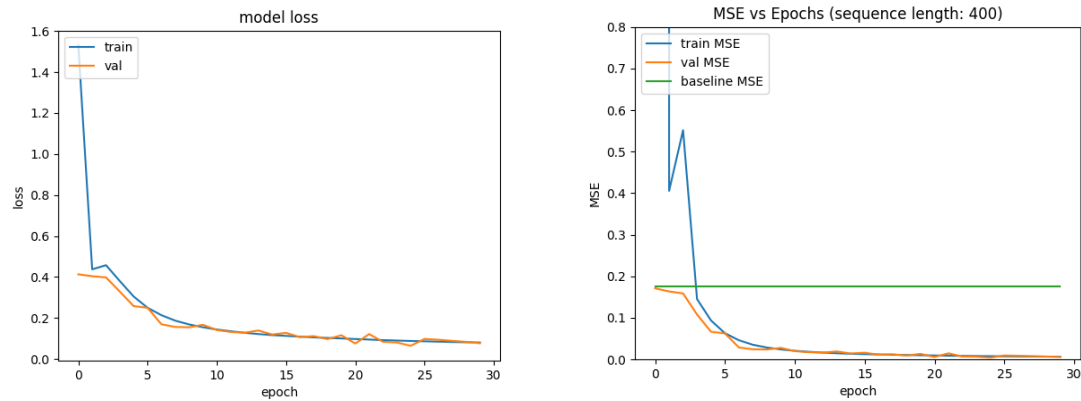 model loss
train
val
1.6
1.4
1.2
1.0
0.8
0.6
0.4
0.2
0.0
loss
0 5 10 15 20 25 30
epoch
MSE vs Epochs (sequence length: 400)
train MSE
val MSE
baseline MSE
0.8
0.7
0.6
0.5
0.4
0.3
0.2
0.1
0.0
MSE
0 5 10 15 20 25 30
epoch